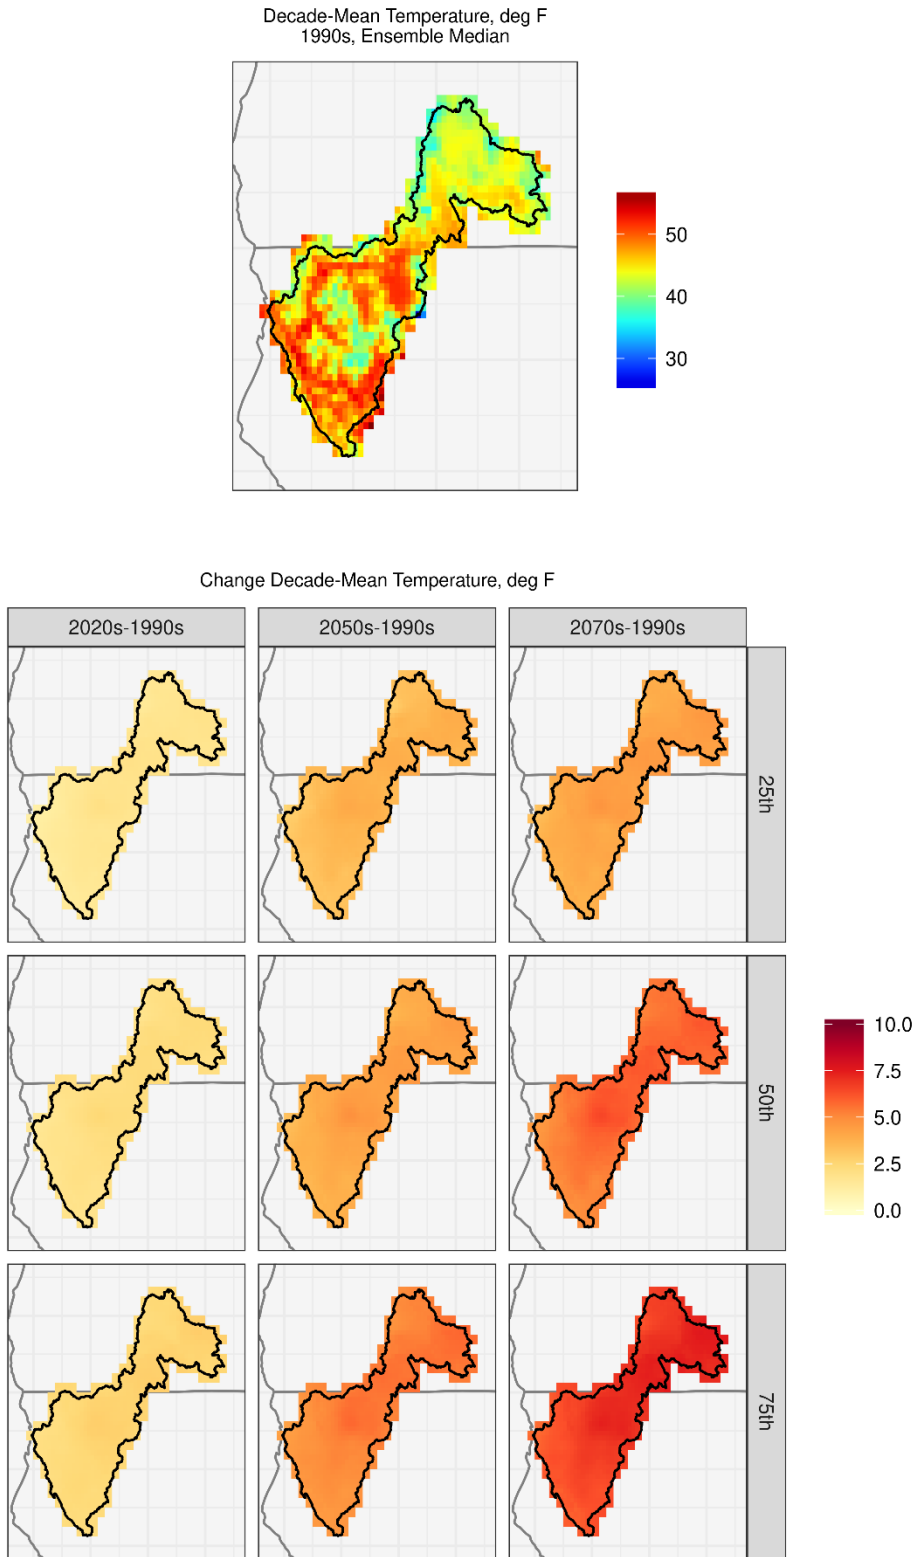 Decade-Mean Temperature, deg F
1990s, Ensemble Median
50
40
30
Change Decade-Mean Temperature, deg F
2020s-1990s
2050s-1990s
2070s-1990s
25th
50th
75th
10.0
7.5
5.0
2.5
0.0